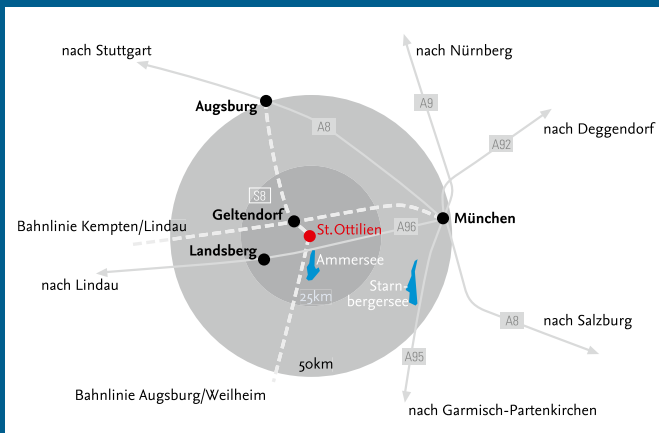 nach Stuttgart
nach Nürnberg
Augsburg
A9
A8
nach Deggendorf
A92
S8
Geltendorf
München
Bahnlinie Kempten/Lindau
St.Ottilien
A96
Landsberg
Ammersee
nach Lindau
Starn-
bergersee
25km
nach Salzburg
A8
A95
50km
Bahnlinie Augsburg/Weilheim
nach Garmisch-Partenkirchen